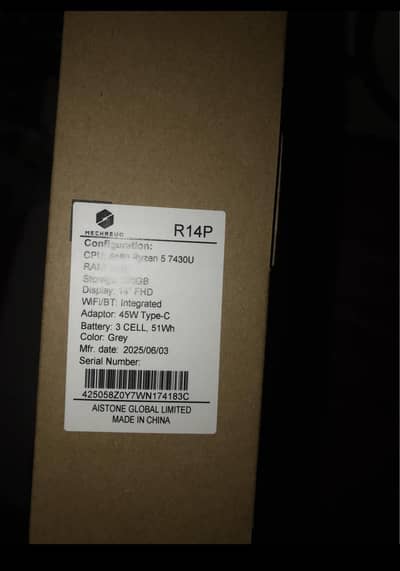 MECHREVO
R14P
Configuration:
CPU: Ryzen 5 7430U
RAM:
Storage:
Display: 14" FHD
WiFi/BT: Integrated
Adaptor: 45W Type-C
Battery: 3 CELL, 51Wh
Color: Grey
Mfr. date: 2025/06/03
Serial Number:
425058Z0Y7WN174183C
AISTONE GLOBAL LIMITED
MADE IN CHINA